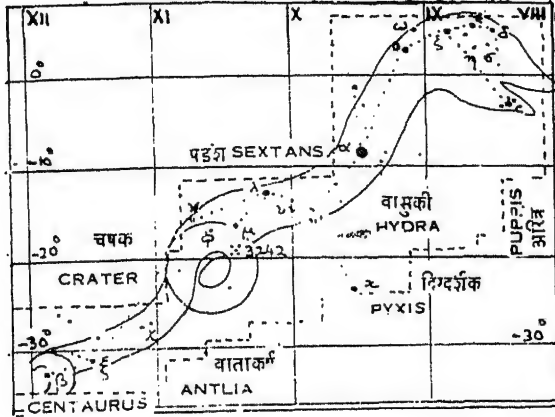 XII XI X IX VIII
ω ξ δ
η σ
0°
α
षडंश SEXTANS
-10°
λ
वासुकी
HYDRA
PUPPIS
अरित्र
ν
μ
φ
3242
चषक
-20°
CRATER
α
दिग्दर्शक
PYXIS
χ
-30° -30°
ξ
β
वाताकर्ष
ANTLIA
CENTAURUS